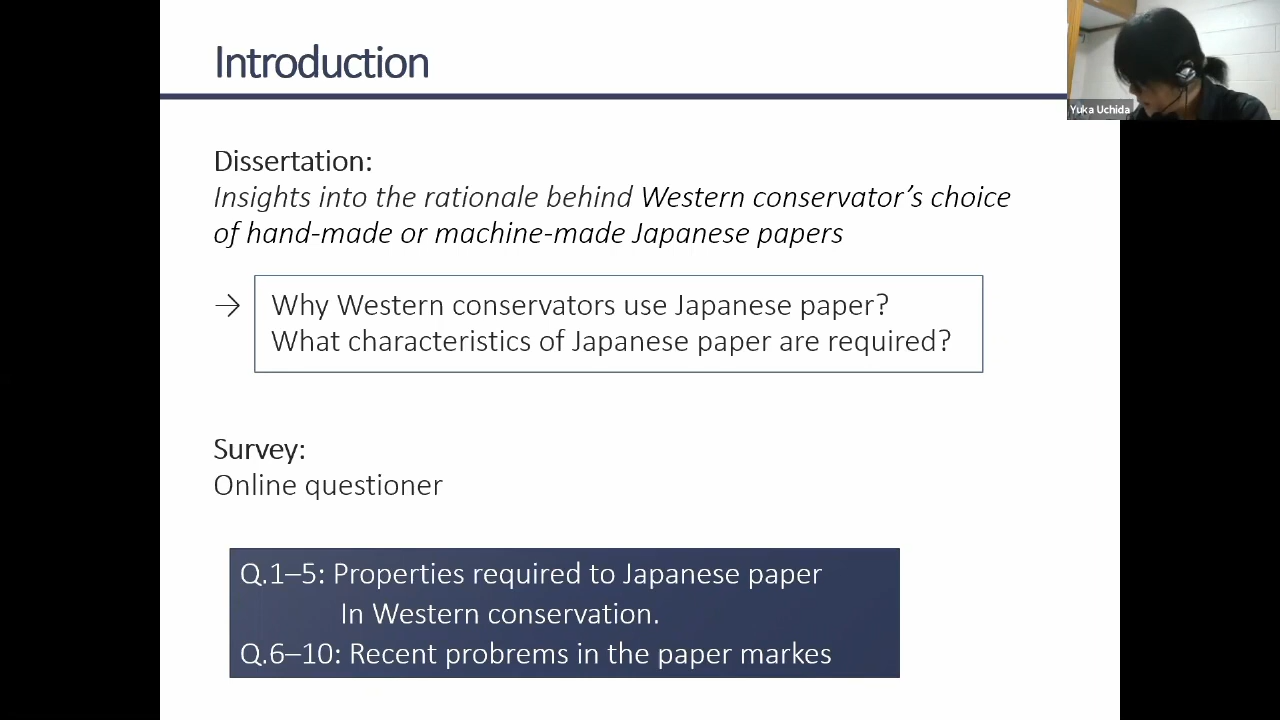 Introduction
Yuka Uchida
Dissertation:
Insights into the rationale behind Western conservator’s choice
of hand-made or machine-made Japanese papers
→ Why Western conservators use Japanese paper?
What characteristics of Japanese paper are required?
Survey:
Online questioner
Q.1–5: Properties required to Japanese paper
In Western conservation.
Q.6–10: Recent probrems in the paper markes